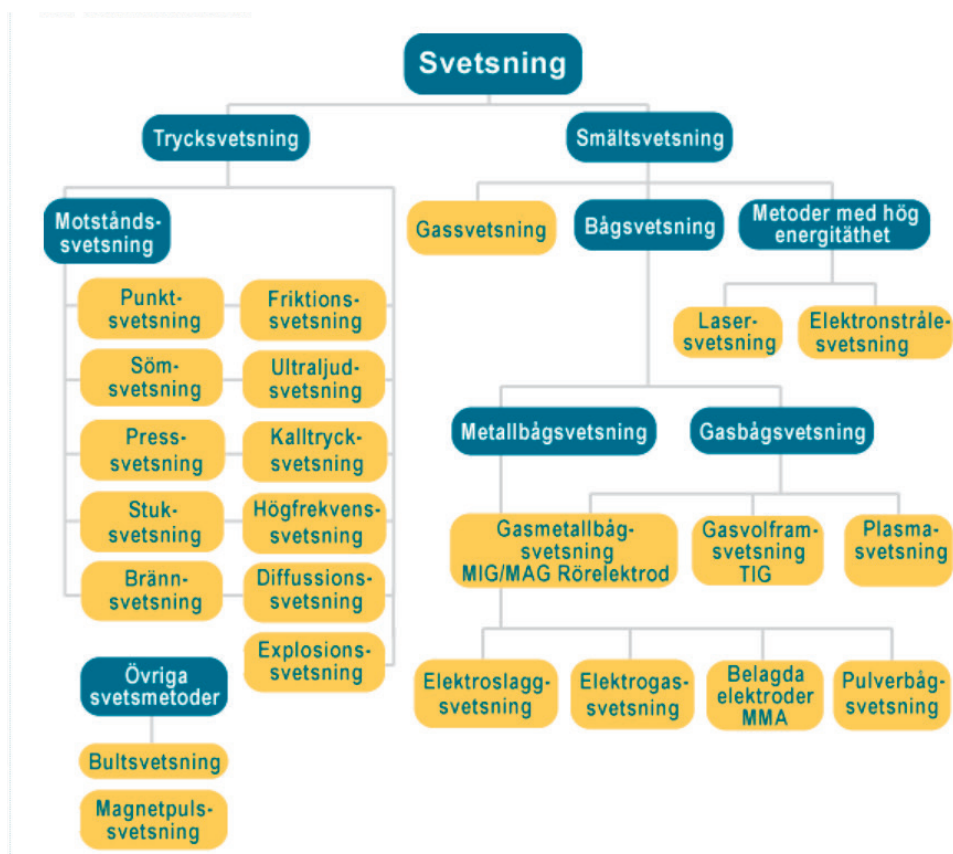 Svetsning
Trycksvetsning
Smältsvetsning
Motstånds-
svetsning
Gassvetsning
Bågsvetsning
Metoder med hög
energitäthet
Punkt-
svetsning
Friktions-
svetsning
Laser-
svetsning
Elektronstråle-
svetsning
Söm-
svetsning
Ultraljud-
svetsning
Press-
svetsning
Kalltryck-
svetsning
Metallbågsvetsning
Gasbågsvetsning
Stuk-
svetsning
Högfrekvens-
svetsning
Gasmetallbåg-
svetsning
MIG/MAG Rörelektrod
Gasvolfram-
svetsning
TIG
Plasma-
svetsning
Bränn-
svetsning
Diffussions-
svetsning
Explosions-
svetsning
Övriga
svetsmetoder
Elektroslagg-
svetsning
Elektrogas-
svetsning
Belagda
elektroder
MMA
Pulverbåg-
svetsning
Bultsvetsning
Magnetpuls-
svetsning